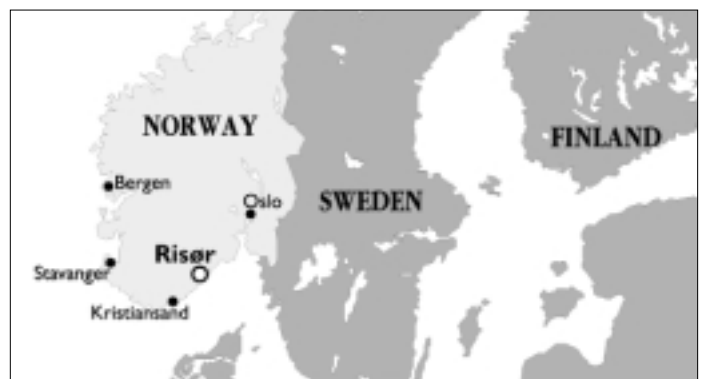 NORWAY
FINLAND
Bergen
Oslo
SWEDEN
Risør
Stavanger
Kristiansand